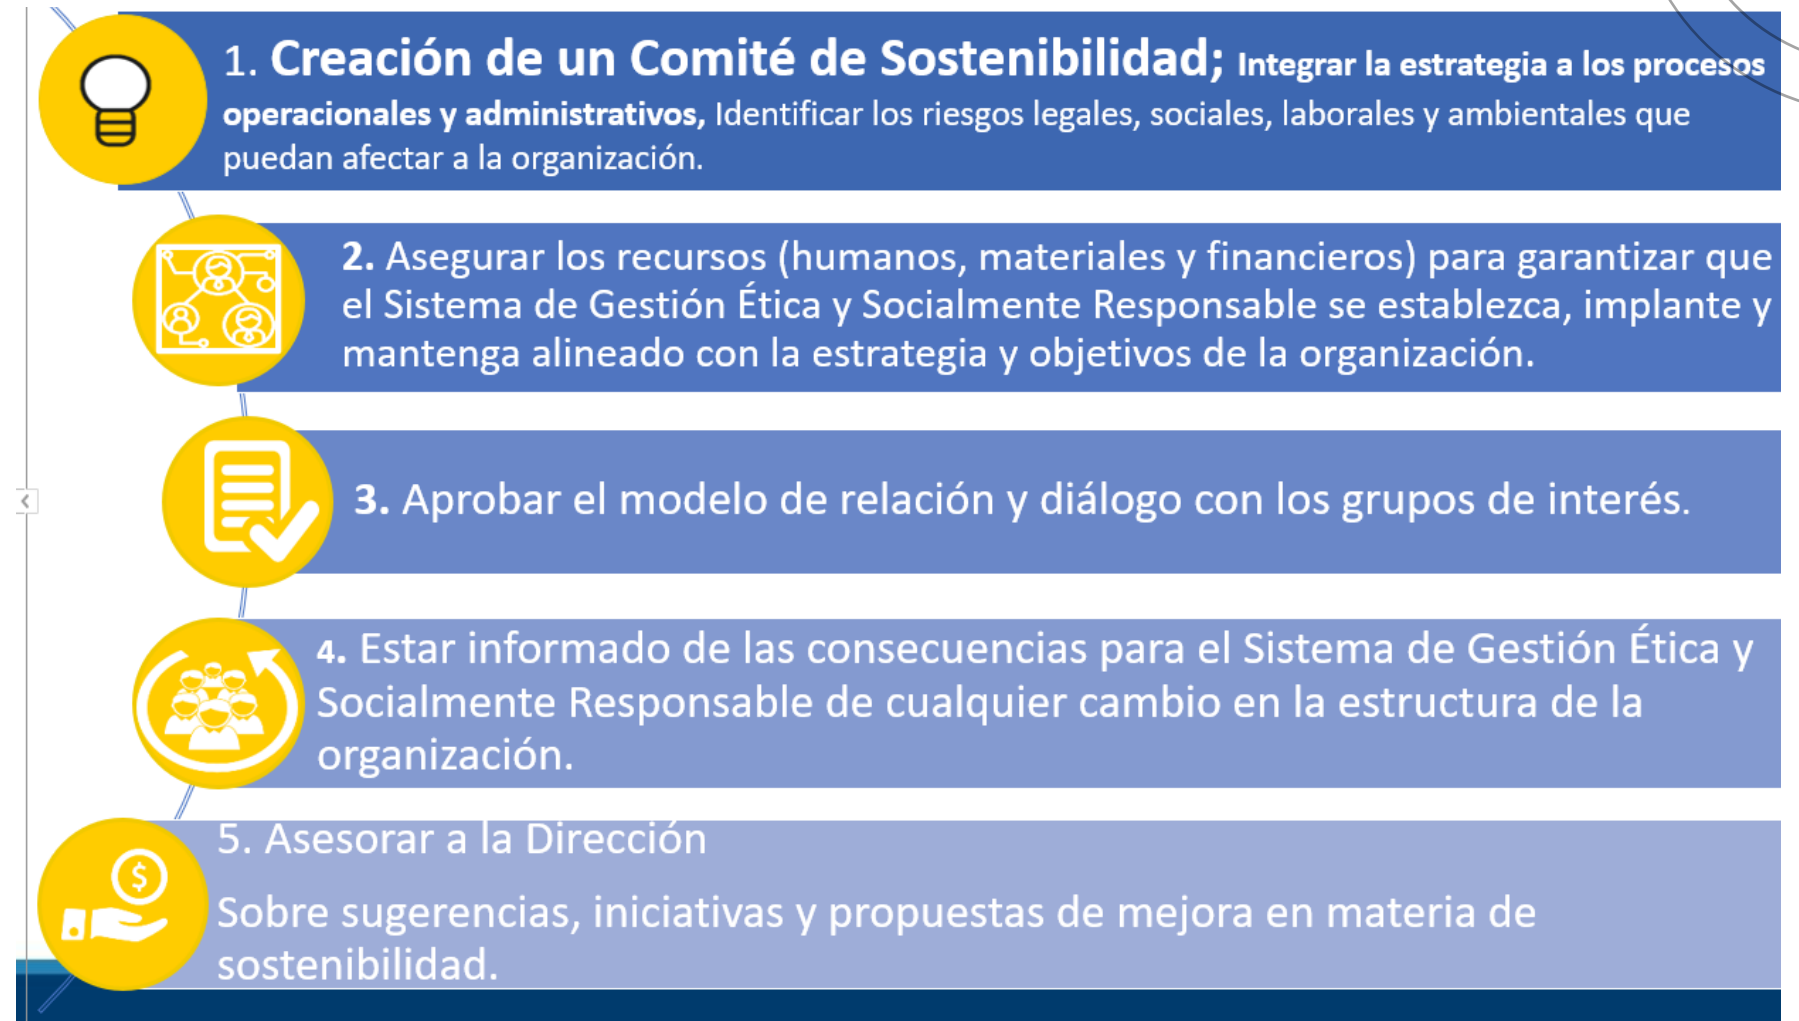 1. Creación de un Comité de Sostenibilidad; Integrar la estrategia a los procesos
operacionales y administrativos, Identificar los riesgos legales, sociales, laborales y ambientales que
puedan afectar a la organización.
2. Asegurar los recursos (humanos, materiales y financieros) para garantizar que
el Sistema de Gestión Ética y Socialmente Responsable se establezca, implante y
mantenga alineado con la estrategia y objetivos de la organización.
3. Aprobar el modelo de relación y diálogo con los grupos de interés.
4. Estar informado de las consecuencias para el Sistema de Gestión Ética y
Socialmente Responsable de cualquier cambio en la estructura de la
organización.
5. Asesorar a la Dirección
Sobre sugerencias, iniciativas y propuestas de mejora en materia de
sostenibilidad.